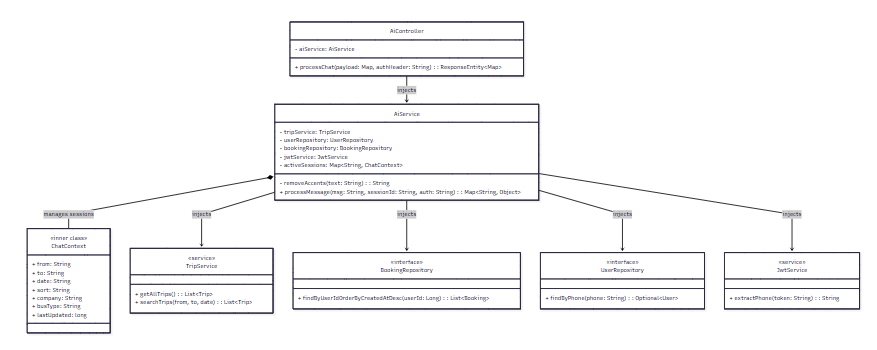 AiController
- aiService: AiService
+ processChat(payload: Map, authHeader: String) : : ResponseEntity<Map>
injects
AiService
- tripService: TripService
- userRepository: UserRepository
- bookingRepository: BookingRepository
- jwtService: JwtService
- activeSessions: Map<String, ChatContext>
- removeAccents(text: String) : : String
+ processMessage(msg: String, sessionId: String, auth: String) : : Map<String, Object>
manages sessions
injects
injects
injects
injects
«inner class»
ChatContext
+ from: String
+ to: String
+ date: String
+ sort: String
+ company: String
+ busType: String
+ lastUpdated: long
«service»
TripService
+ getAllTrips() : : List<Trip>
+ searchTrips(from, to, date) : : List<Trip>
«interface»
BookingRepository
+ findByUserIdOrderByCreatedAtDesc(userId: Long) : : List<Booking>
«interface»
UserRepository
+ findByPhone(phone: String) : : Optional<User>
«service»
JwtService
+ extractPhone(token: String) : : String